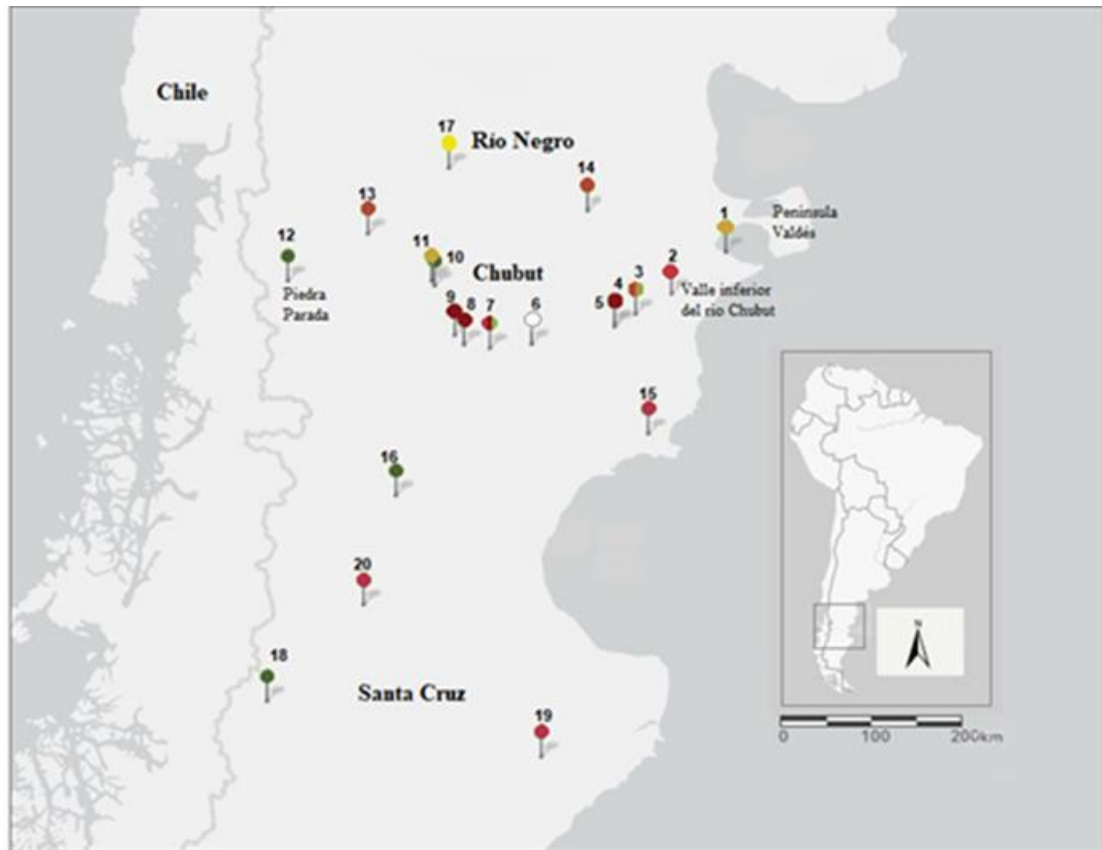 Chile
17
Río Negro
14
13
1
Peninsula
Valdés
12
11
10
Chubut
2
3
4
5
Valle inferior
del rio Chubut
Piedra
Parada
9
8
7
6
15
16
20
18
Santa Cruz
19
N
0 100 200km